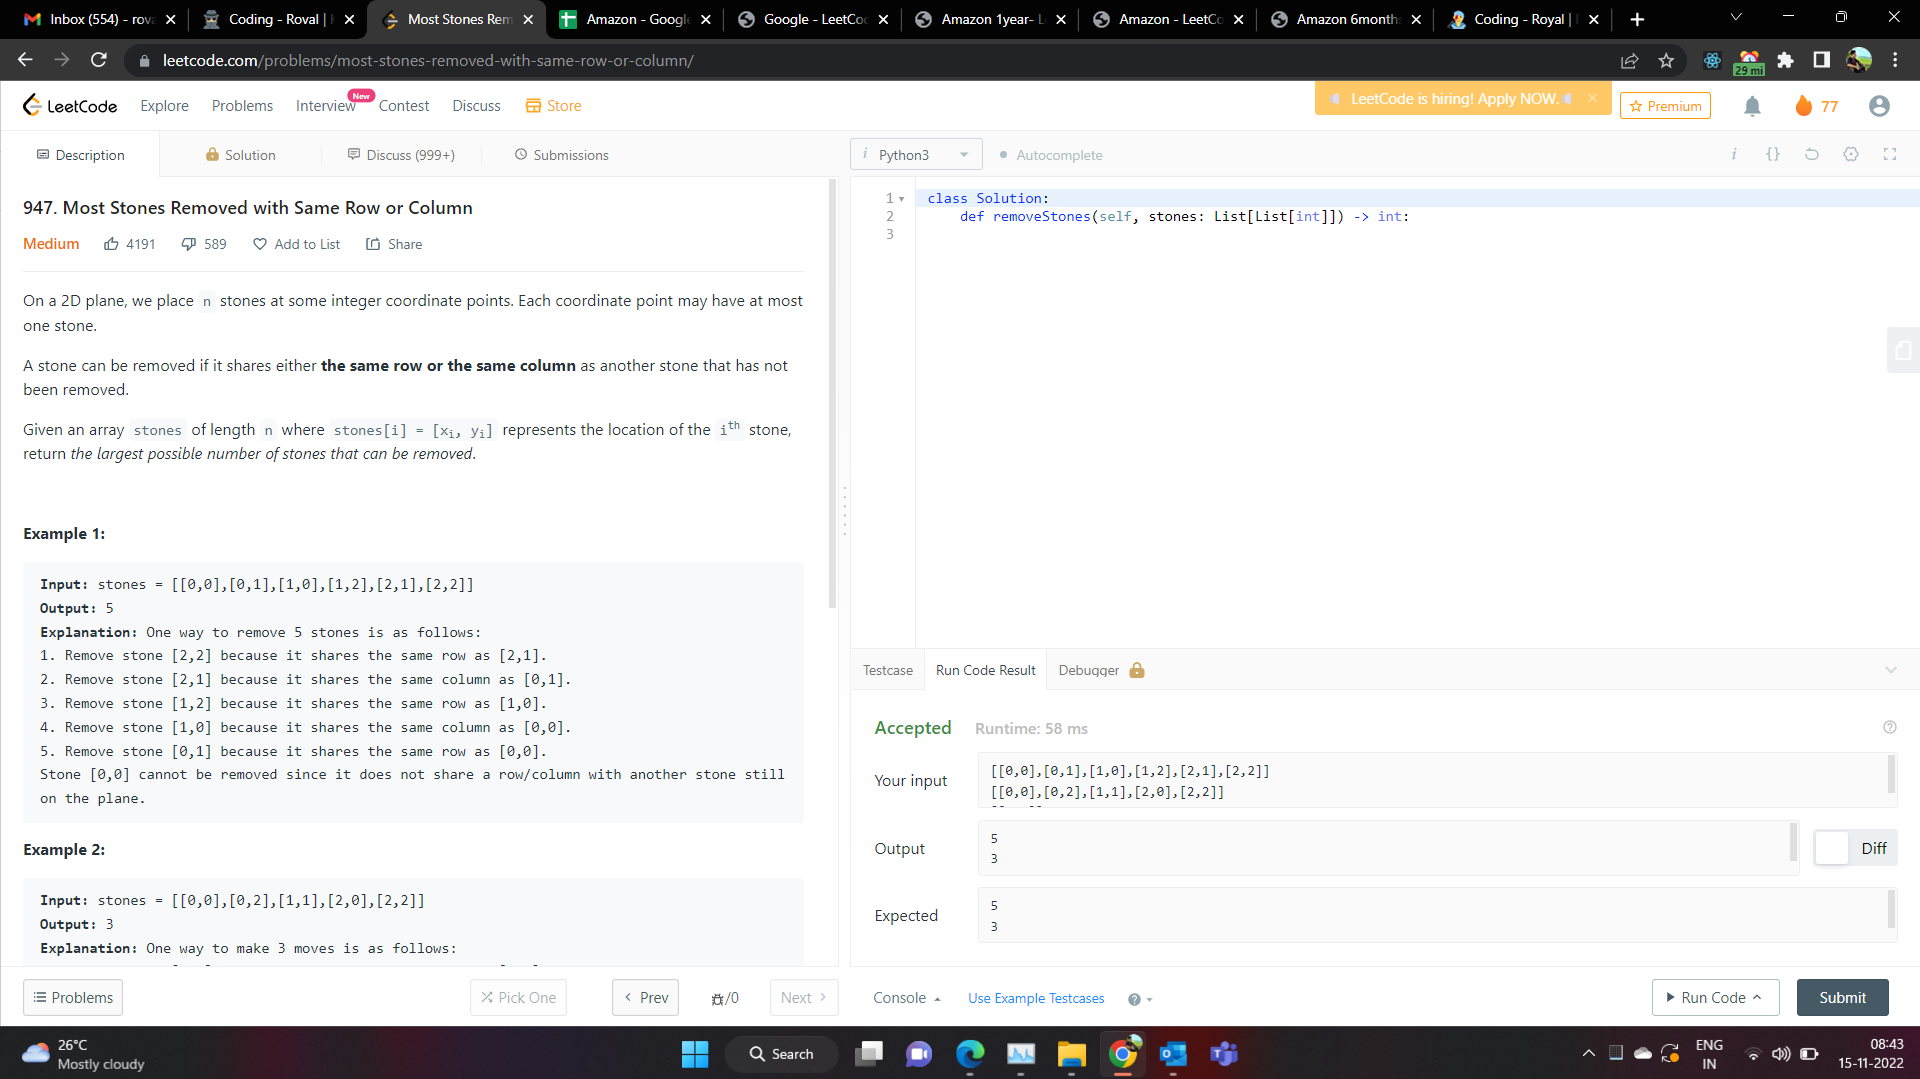 Inbox (554) - rova
Coding - Royal |
Most Stones Rem
Amazon - Google
Google - LeetCo
Amazon 1year- L
Amazon - LeetCo
Amazon 6month
Coding - Royal |
leetcode.com/problems/most-stones-removed-with-same-row-or-column/
29 mi
LeetCode
Explore
Problems
Interview
New
Contest
Discuss
Store
LeetCode is hiring! Apply NOW.
Premium
77
Description
Solution
Discuss (999+)
Submissions
i Python3
Autocomplete
947. Most Stones Removed with Same Row or Column
Medium 4191 589 Add to List Share
On a 2D plane, we place n stones at some integer coordinate points. Each coordinate point may have at most
one stone.
A stone can be removed if it shares either the same row or the same column as another stone that has not
been removed.
Given an array stones of length n where stones[i] = [xi, yi] represents the location of the ith stone,
return the largest possible number of stones that can be removed.
Example 1:
Input: stones = [[0,0],[0,1],[1,0],[1,2],[2,1],[2,2]]
Output: 5
Explanation: One way to remove 5 stones is as follows:
1. Remove stone [2,2] because it shares the same row as [2,1].
2. Remove stone [2,1] because it shares the same column as [0,1].
3. Remove stone [1,2] because it shares the same row as [1,0].
4. Remove stone [1,0] because it shares the same column as [0,0].
5. Remove stone [0,1] because it shares the same row as [0,0].
Stone [0,0] cannot be removed since it does not share a row/column with another stone still
on the plane.
Example 2:
Input: stones = [[0,0],[0,2],[1,1],[2,0],[2,2]]
Output: 3
Explanation: One way to make 3 moves is as follows:
i {}
1 class Solution:
2 def removeStones(self, stones: List[List[int]]) -> int:
3
Testcase
Run Code Result
Debugger
Accepted Runtime: 58 ms
Your input
[[0,0],[0,1],[1,0],[1,2],[2,1],[2,2]]
[[0,0],[0,2],[1,1],[2,0],[2,2]]
Output
5
3
Diff
Expected
5
3
Problems
Pick One
Prev
/0
Next
Console
Use Example Testcases
Run Code
Submit
26°C
Mostly cloudy
Search
ENG
IN
08:43
15-11-2022